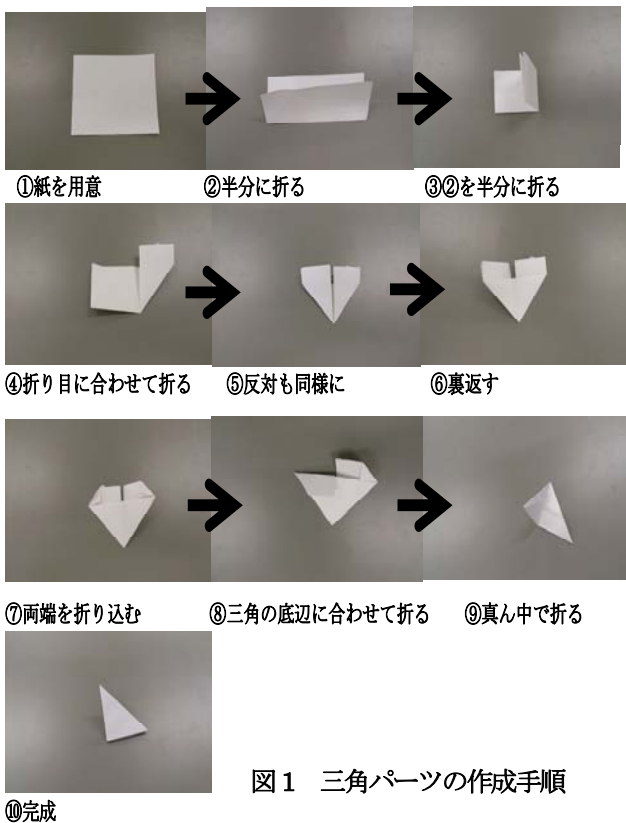 ①紙を用意
②半分に折る
③②を半分に折る
④折り目に合わせて折る
⑤反対も同様に
⑥裏返す
⑦両端を折り込む
⑧三角の底辺に合わせて折る
⑨真ん中で折る
⑩完成
図１　三角パーツの作成手順